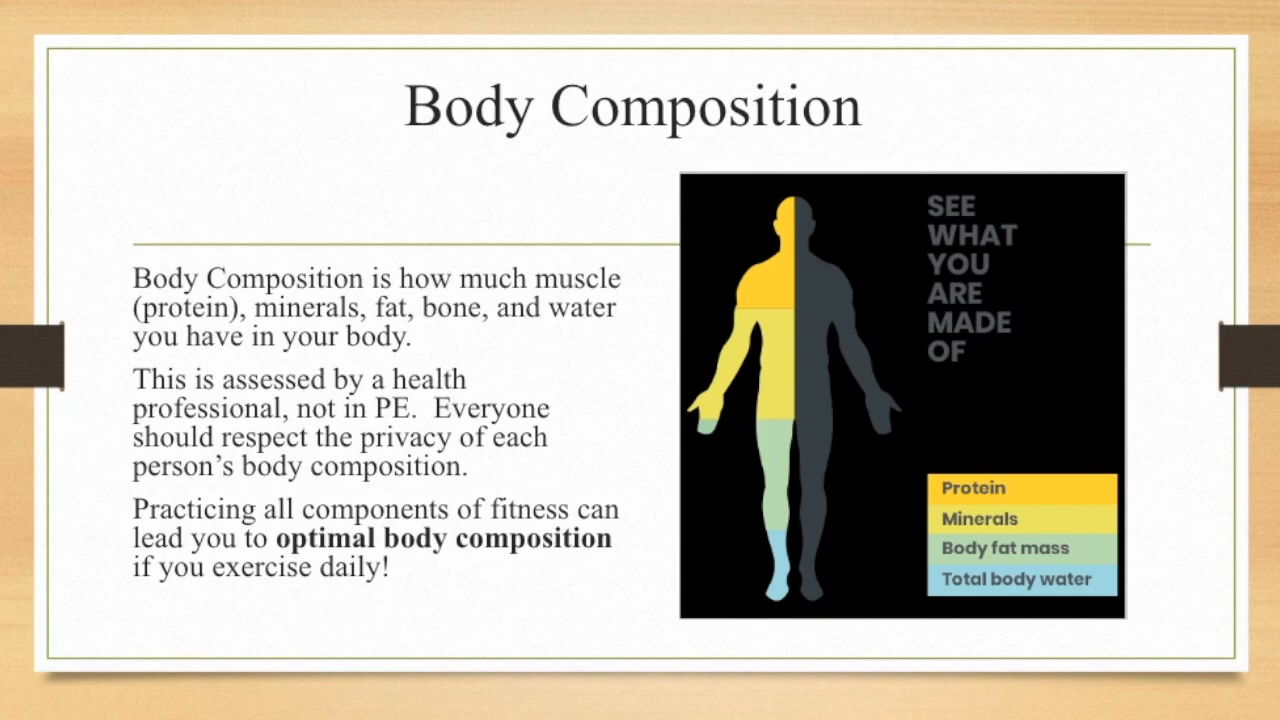 Body Composition
Body Composition is how much muscle
(protein), minerals, fat, bone, and water
you have in your body.
This is assessed by a health
professional, not in PE.  Everyone
should respect the privacy of each
person’s body composition.
Practicing all components of fitness can
lead you to optimal body composition
if you exercise daily!
SEE
WHAT
YOU
ARE
MADE
OF
Protein
Minerals
Body fat mass
Total body water